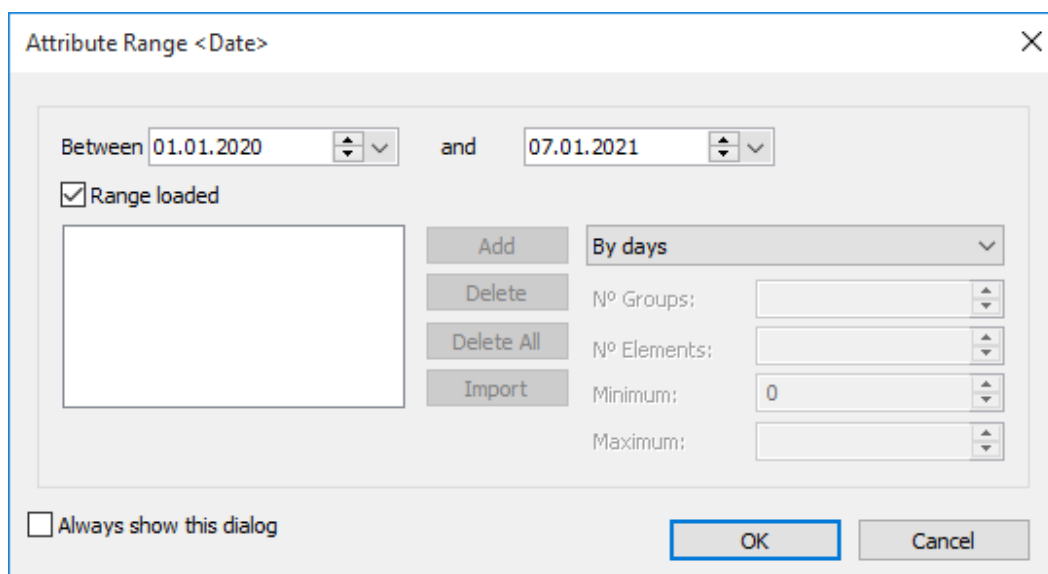 Attribute Range <Date>
Between 01.01.2020 and 07.01.2021
Range loaded
Add By days
Delete Nº Groups:
Delete All Nº Elements:
Import Minimum: 0
Maximum:
Always show this dialog OK Cancel